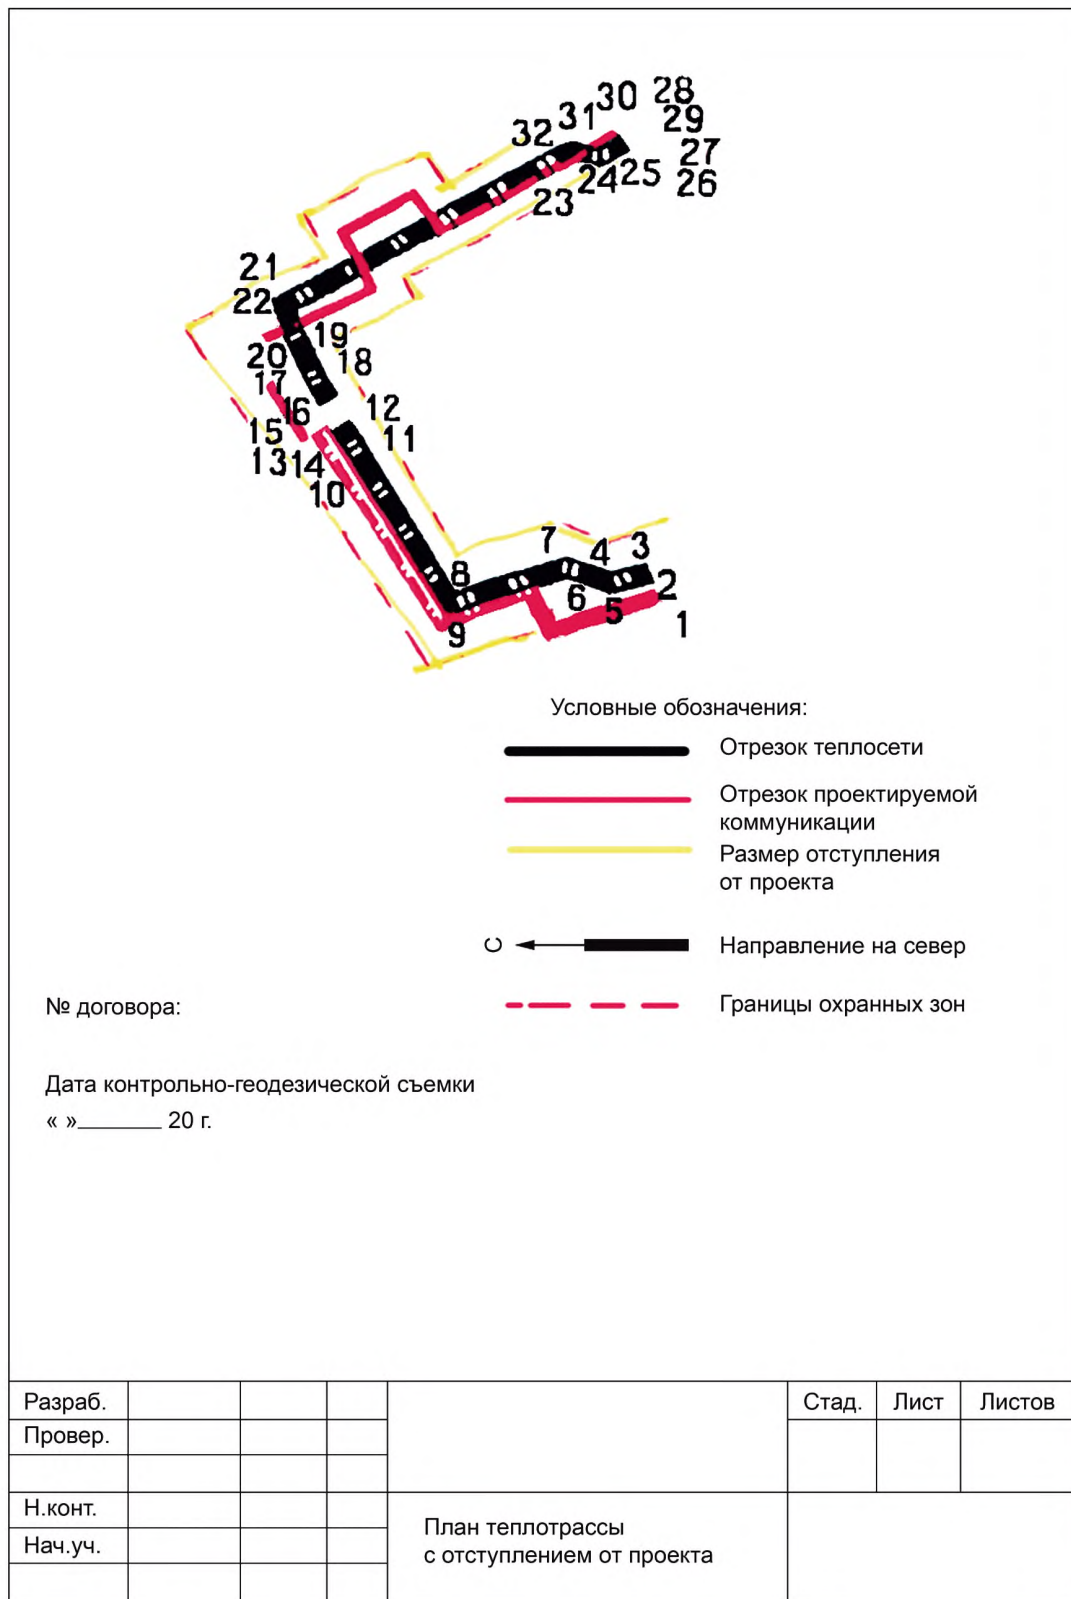 30 28
31 29
32 27
24 25 26
23
21
22
19
20 18
17
16 12
15 11
13 14
10
7 4 3
8 6 5 2
9 1
Условные обозначения:
Отрезок теплосети
Отрезок проектируемой
коммуникации
Размер отступления
от проекта
С
Направление на север
Границы охранных зон
№ договора:
Дата контрольно-геодезической съемки
« »_______ 20 г.
Разраб.
Стад. Лист Листов
Провер.
Н.конт.
Нач.уч.
План теплотрассы
с отступлением от проекта